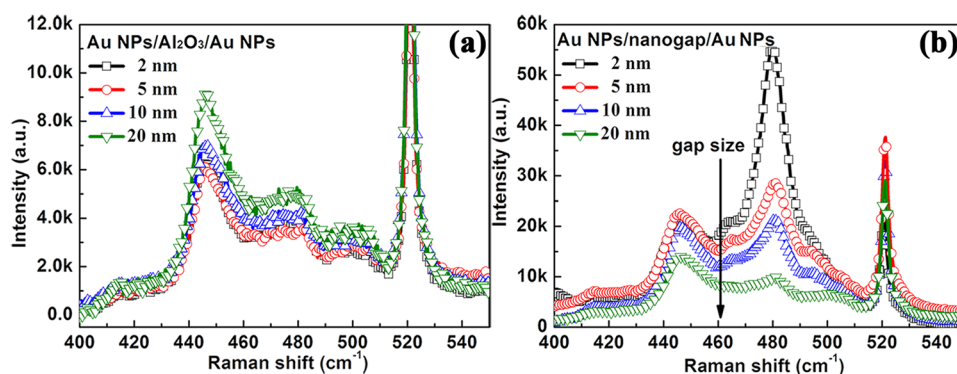 Au NPs/Al₂O₃/Au NPs (a)
2 nm
5 nm
10 nm
20 nm
12.0k
10.0k
8.0k
6.0k
4.0k
2.0k
0.0
Intensity (a.u.)
400 420 440 460 480 500 520 540
Raman shift (cm⁻¹)
Au NPs/nanogap/Au NPs (b)
2 nm
5 nm
10 nm
20 nm
gap size
60k
50k
40k
30k
20k
10k
0
Intensity (a.u.)
400 420 440 460 480 500 520 540
Raman shift (cm⁻¹)